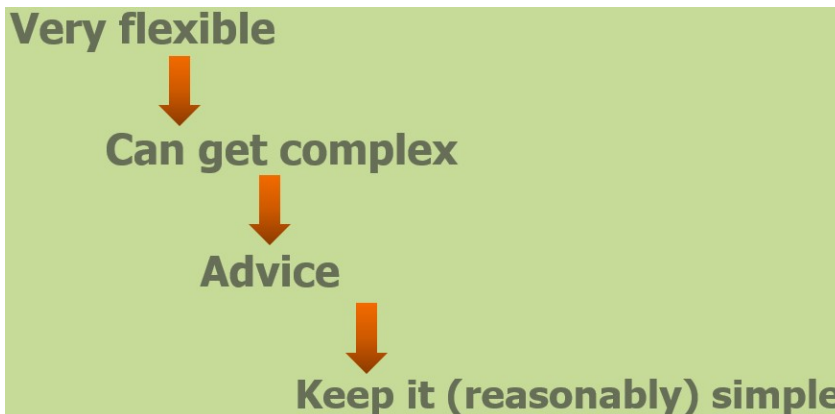 Very flexible
Can get complex
Advice
Keep it (reasonably) simple